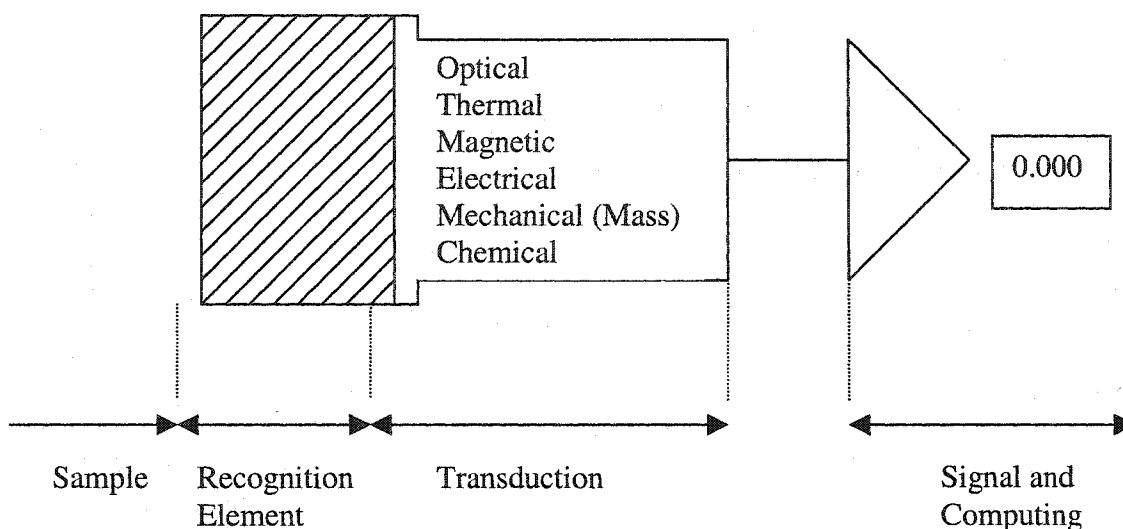 Optical
Thermal
Magnetic
Electrical
Mechanical (Mass)
Chemical
0.000
Sample
Recognition
Element
Transduction
Signal and
Computing